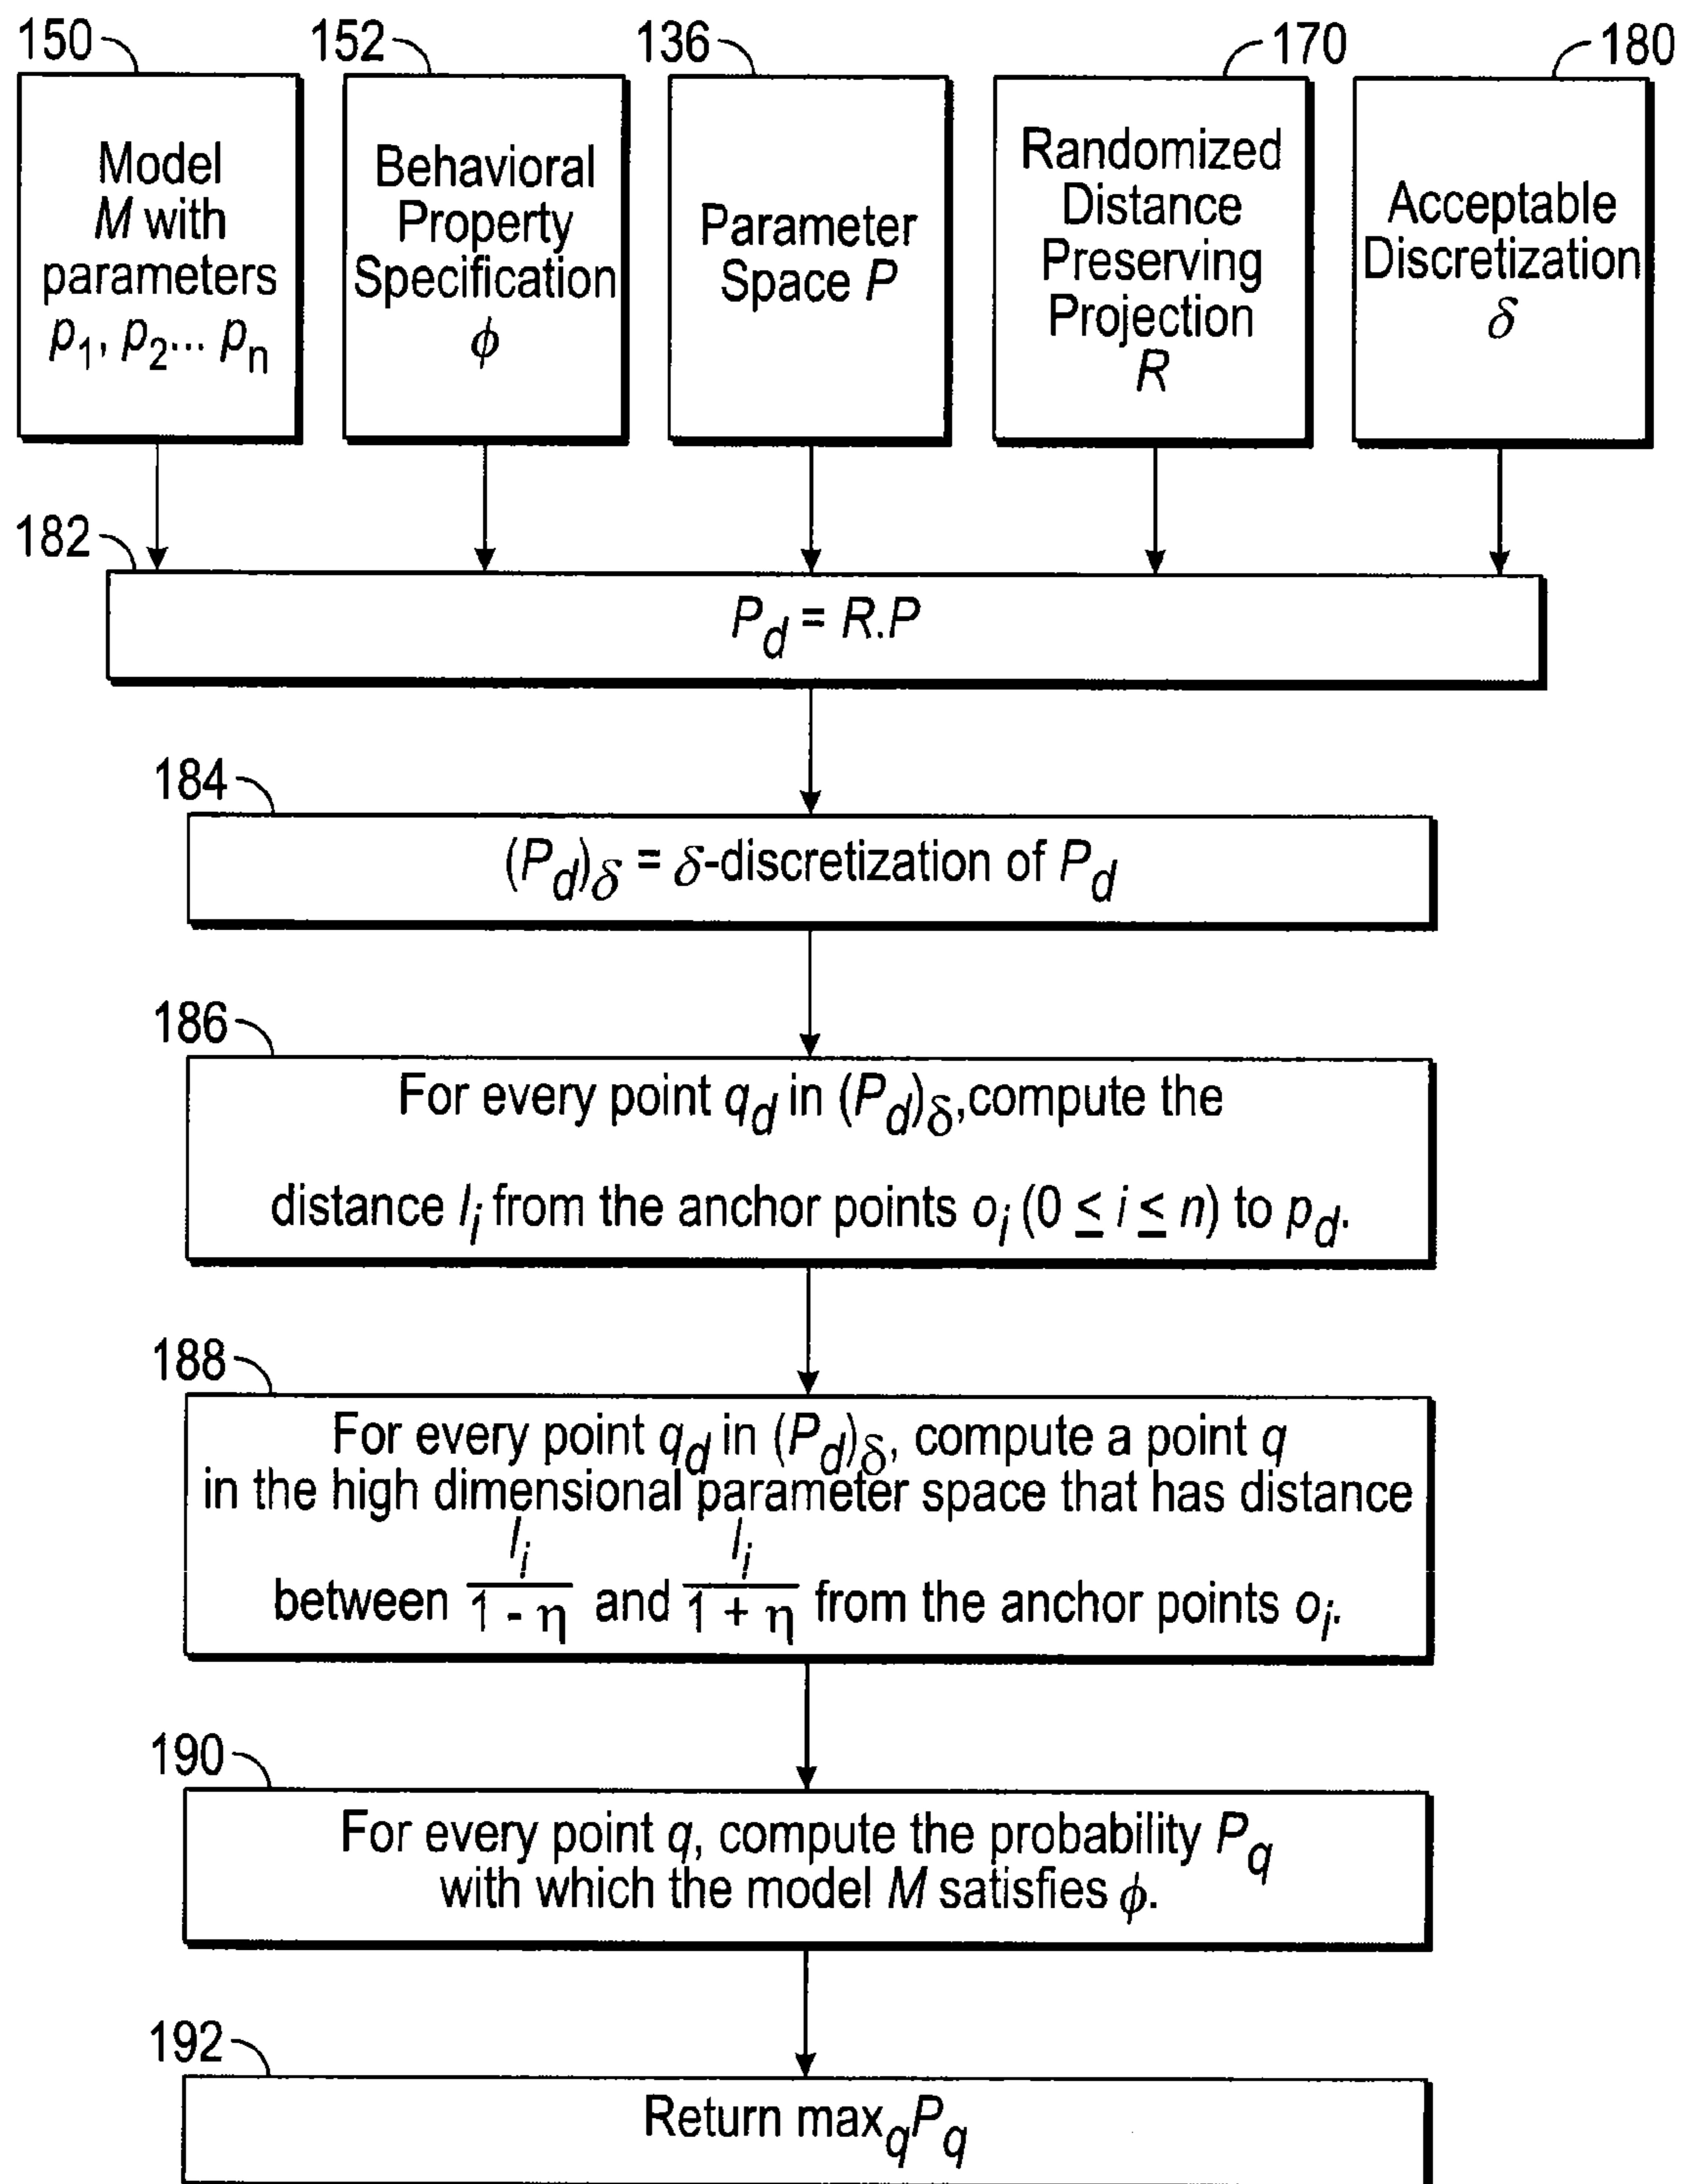 150
152
136
170
180
Model
M with
parameters
p1, p2... pn
Behavioral
Property
Specification
ϕ
Parameter
Space P
Randomized
Distance
Preserving
Projection
R
Acceptable
Discretization
δ
182
Pd = R.P
184
(Pd)δ = δ-discretization of Pd
186
For every point qd in (Pd)δ,compute the
distance li from the anchor points oi (0 ≤ i ≤ n) to pd.
188
For every point qd in (Pd)δ, compute a point q
in the high dimensional parameter space that has distance
between li/(1 - η) and li/(1 + η) from the anchor points oi.
190
For every point q, compute the probability Pq
with which the model M satisfies ϕ.
192
Return maxqPq